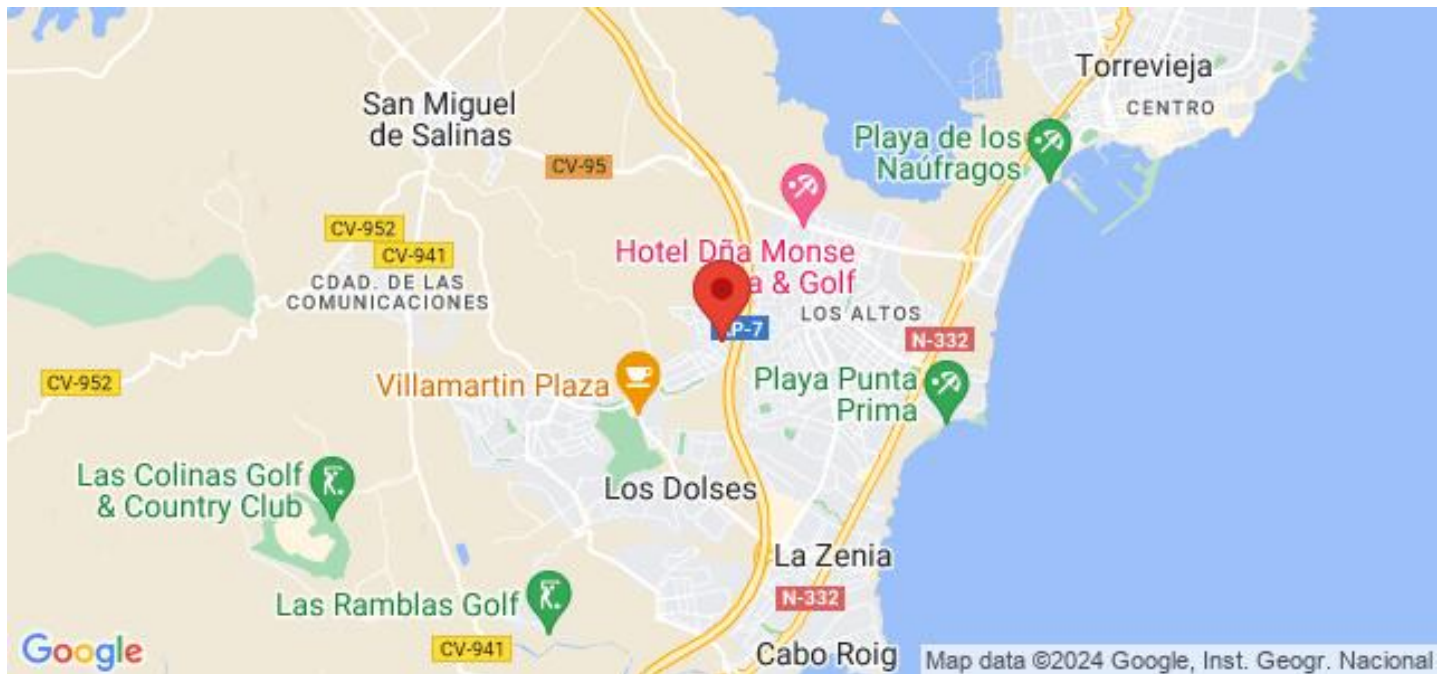 Torrevieja
CENTRO
San Miguel
de Salinas
Playa de los
Naúfragos
CV-95
CV-952
CV-941
Hotel Dña Monse
a & Golf
CDAD. DE LAS
COMUNICACIONES
LOS ALTOS
P-7
N-332
CV-952
Villamartin Plaza
Playa Punta
Prima
Las Colinas Golf
& Country Club
Los Dolses
La Zenia
Las Ramblas Golf
N-332
CV-941
Cabo Roig
Google
Map data ©2024 Google, Inst. Geogr. Nacional